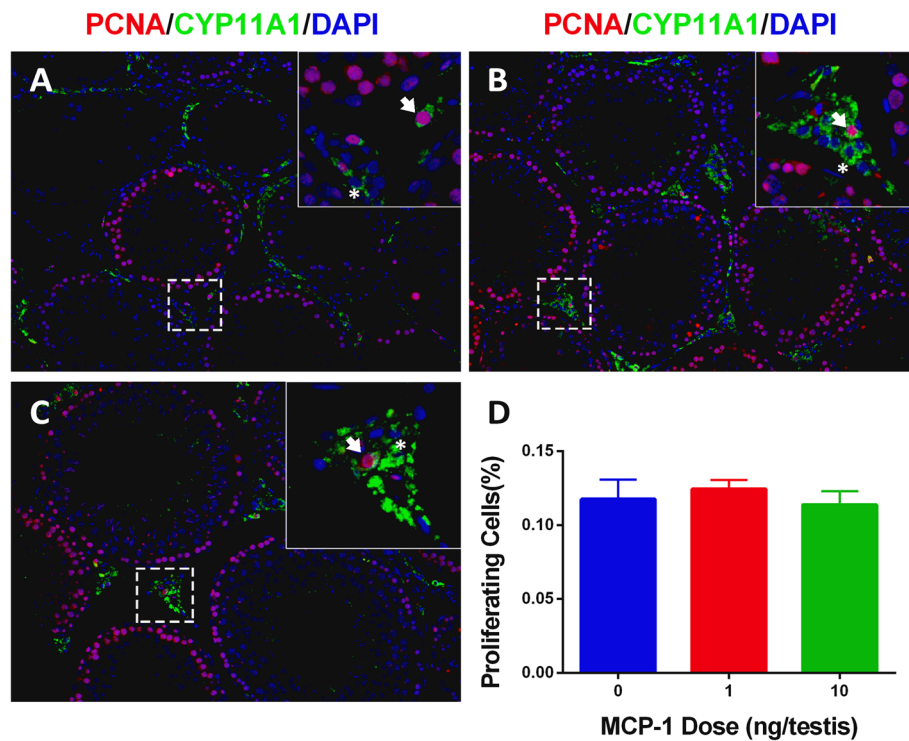 PCNA/CYP11A1/DAPI
PCNA/CYP11A1/DAPI
A
*
B
*
C
*
D
Proliferating Cells(%)
0.15
0.10
0.05
0.00
0
1
10
MCP-1 Dose (ng/testis)